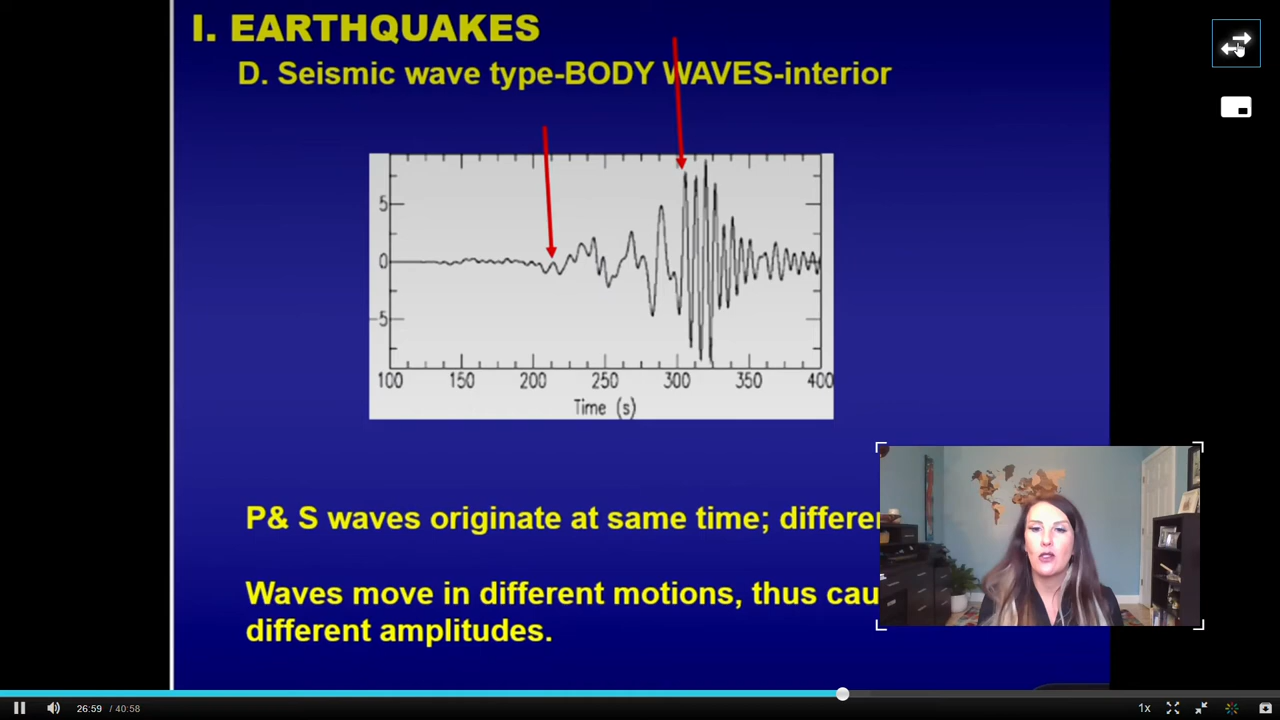 I. EARTHQUAKES
D. Seismic wave type-BODY WAVES-interior
5
0
-5
100 150 200 250 300 350 400
Time (s)
P& S waves originate at same time; differe
Waves move in different motions, thus cau
different amplitudes.
26:59 / 40:58
1x